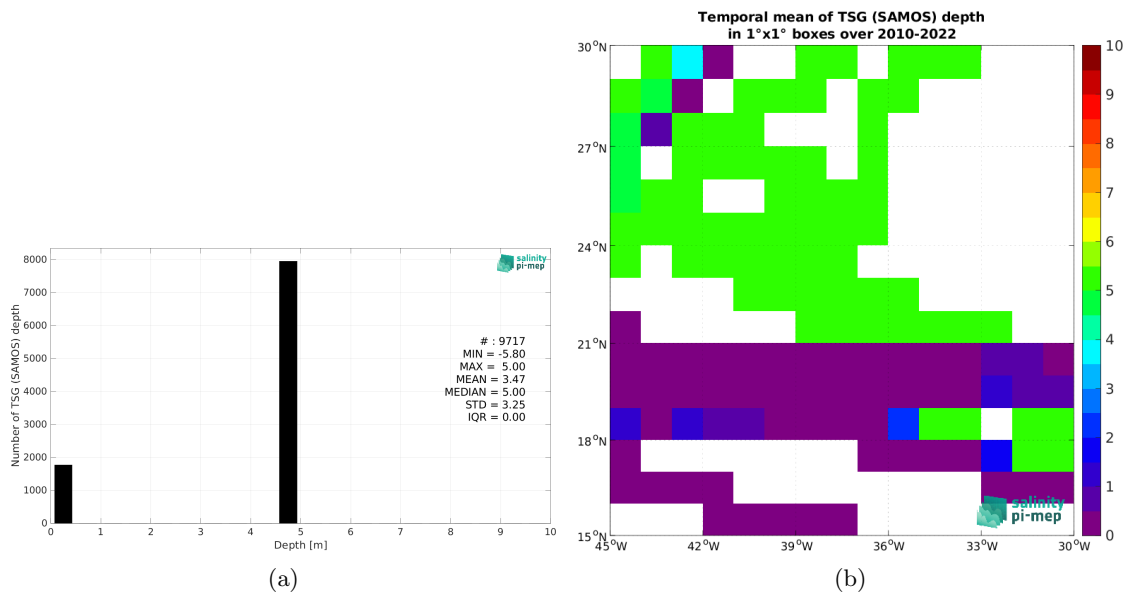 Number of TSG (SAMOS) depth
8000
7000
6000
5000
4000
3000
2000
1000
0
0 1 2 3 4 5 6 7 8 9 10
Depth [m]
salinity
pi-mep
# : 9717
MIN = -5.80
MAX = 5.00
MEAN = 3.47
MEDIAN = 5.00
STD = 3.25
IQR = 0.00
(a)
Temporal mean of TSG (SAMOS) depth
in 1°x1° boxes over 2010-2022
30°N
27°N
24°N
21°N
18°N
15°N
45°W 42°W 39°W 36°W 33°W 30°W
salinity
pi-mep
10
9
8
7
6
5
4
3
2
1
0
(b)